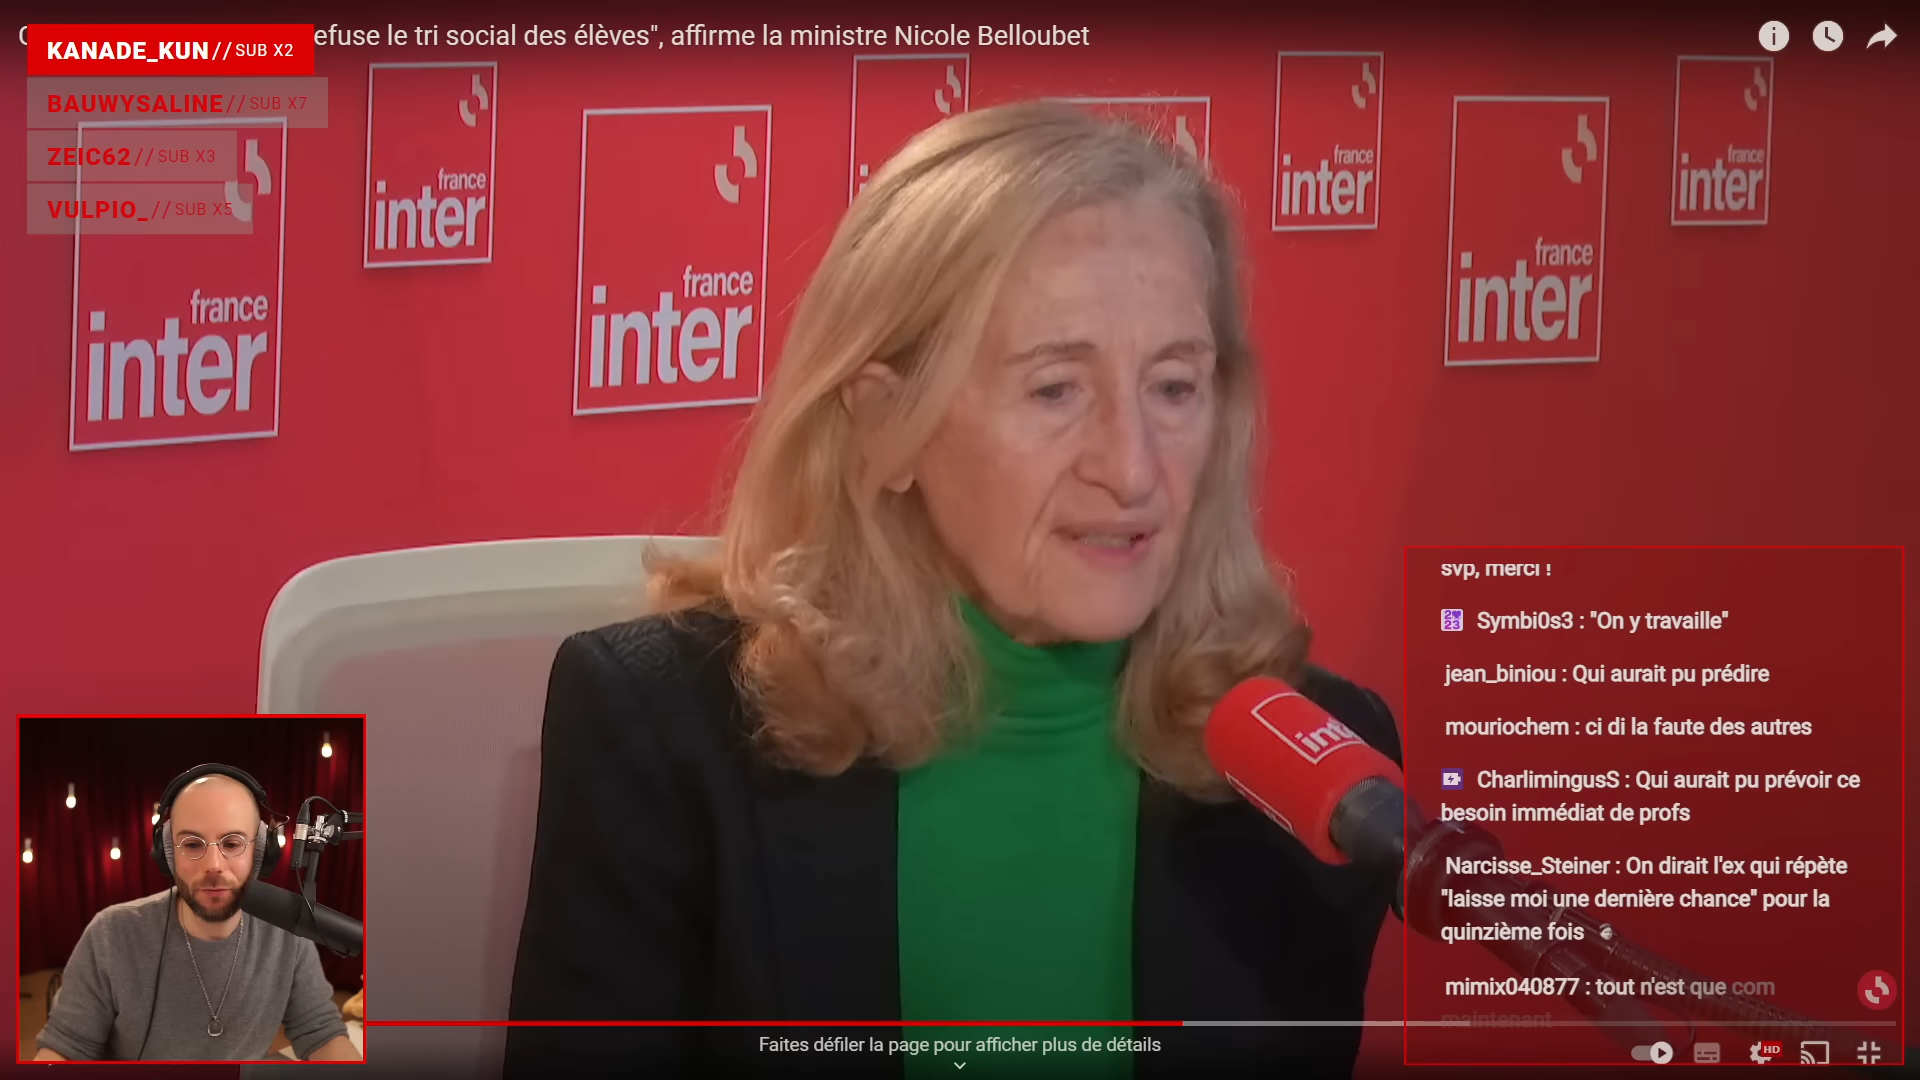 efuse le tri social des élèves", affirme la ministre Nicole Belloubet
KANADE_KUN // SUB X2
BAUWYSALINE // SUB X7
ZEIC62 // SUB X3
VULPIO_ // SUB X5
france
inter
france
inter
france
inter
inter
france
inter
france
inter
france
inter
inte
svp, merci !
Symbi0s3 : "On y travaille"
jean_biniou : Qui aurait pu prédire
mouriochem : ci di la faute des autres
CharlimingusS : Qui aurait pu prévoir ce
besoin immédiat de profs
Narcisse_Steiner : On dirait l'ex qui répète
"laisse moi une dernière chance" pour la
quinzième fois
mimix040877 : tout n'est que com
maintenant
Faites défiler la page pour afficher plus de détails
HD